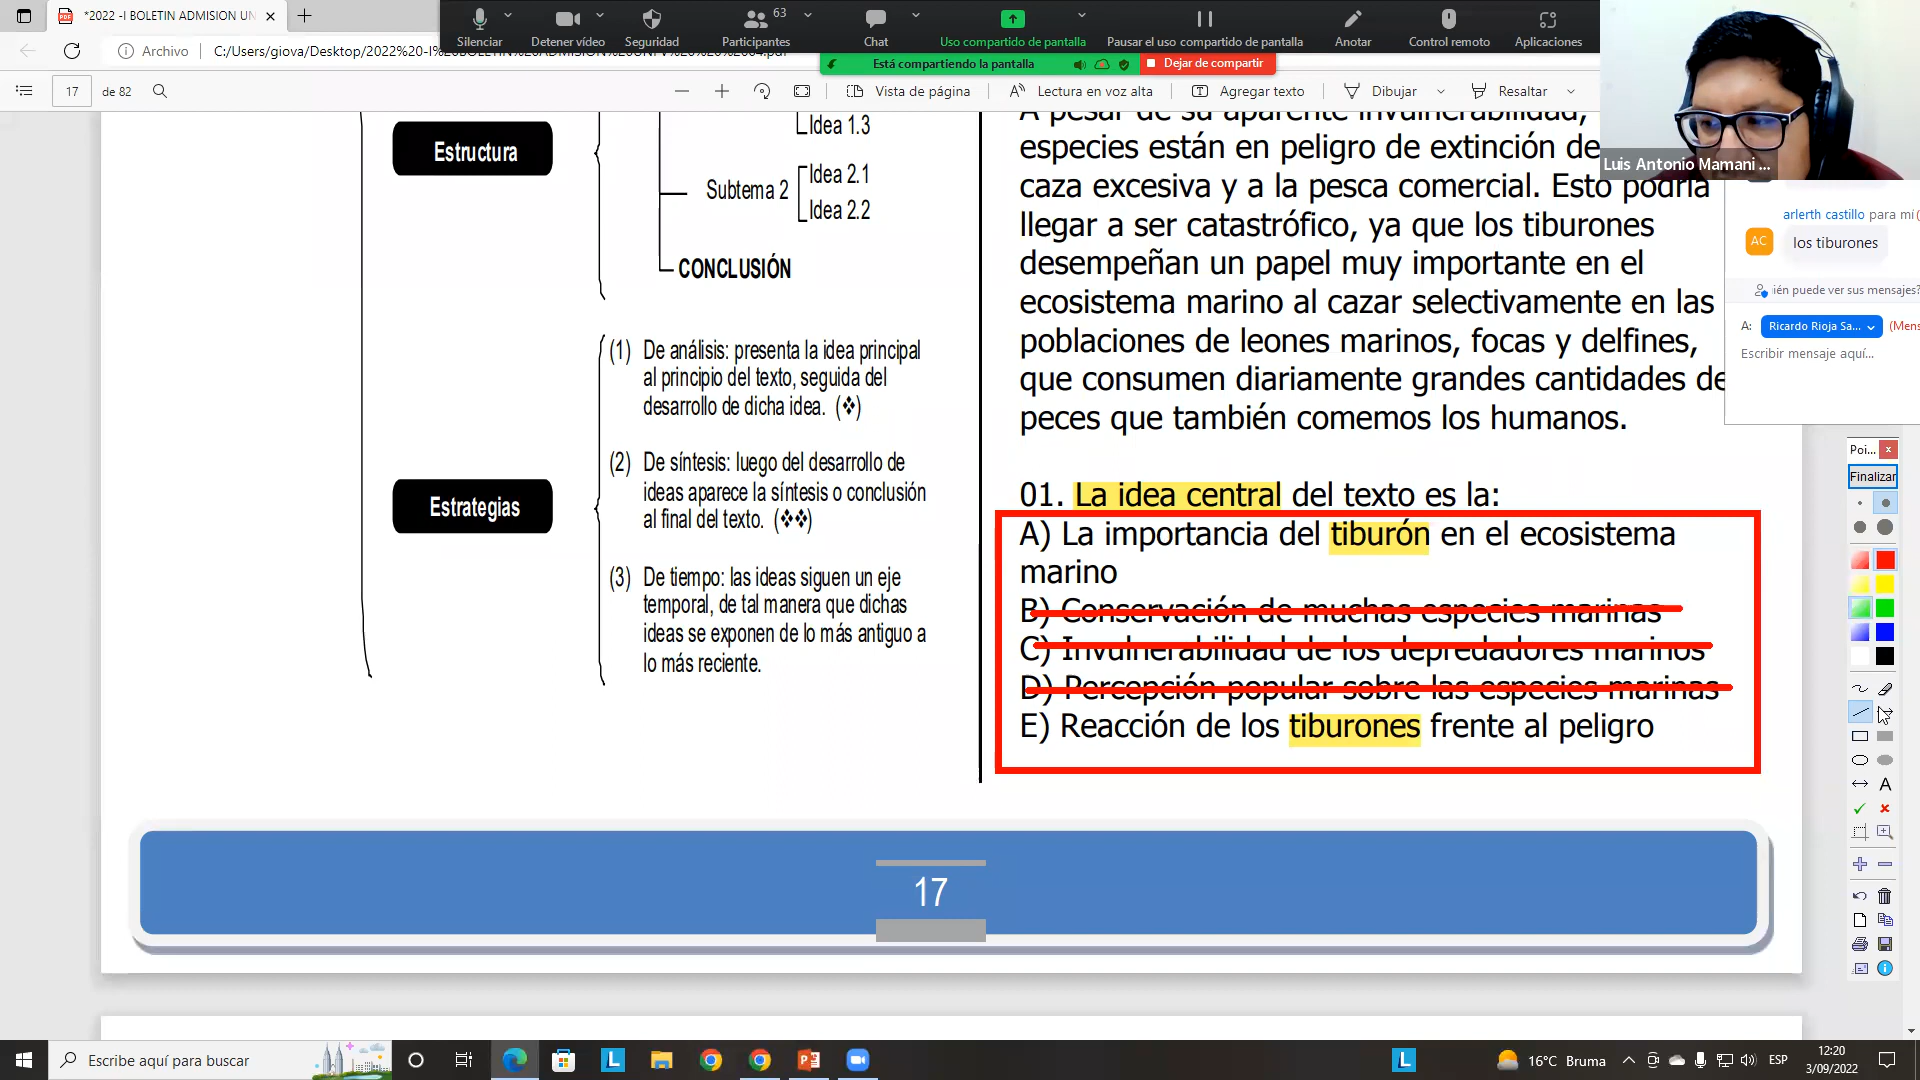 *2022 -I BOLETIN ADMISION UN
Archivo
C:/Users/giova/Desktop/2022%20-I%20BOLETIN%20ADMISION%20UNFV%20%20%20
Silenciar
Detener vídeo
Seguridad
Participantes
63
Chat
Uso compartido de pantalla
Pausar el uso compartido de pantalla
Anotar
Control remoto
Aplicaciones
Está compartiendo la pantalla
Dejar de compartir
17
de 82
Vista de página
Lectura en voz alta
Agregar texto
Dibujar
Resaltar
Luis Antonio Mamani ...
Estructura
Idea 1.3
Subtema 2
Idea 2.1
Idea 2.2
CONCLUSIÓN
Estrategias
(1) De análisis: presenta la idea principal
al principio del texto, seguida del
desarrollo de dicha idea. (❖)
(2) De síntesis: luego del desarrollo de
ideas aparece la síntesis o conclusión
al final del texto. (❖❖)
(3) De tiempo: las ideas siguen un eje
temporal, de tal manera que dichas
ideas se exponen de lo más antiguo a
lo más reciente.
A pesar de su aparente invulnerabilidad,
especies están en peligro de extinción de
caza excesiva y a la pesca comercial. Esto podría
llegar a ser catastrófico, ya que los tiburones
desempeñan un papel muy importante en el
ecosistema marino al cazar selectivamente en las
poblaciones de leones marinos, focas y delfines,
que consumen diariamente grandes cantidades de
peces que también comemos los humanos.
01. La idea central del texto es la:
A) La importancia del tiburón en el ecosistema
marino
B) Conservación de muchas especies marinas
C) Invulnerabilidad de los depredadores marinos
D) Percepción popular sobre las especies marinas
E) Reacción de los tiburones frente al peligro
17
arlerth castillo para mí
AC
los tiburones
ién puede ver sus mensajes?
A: Ricardo Rioja Sa... (Mens
Escribir mensaje aquí...
Poi...
Finalizar
A
Escribe aquí para buscar
L
L
16°C Bruma
ESP
12:20
3/09/2022